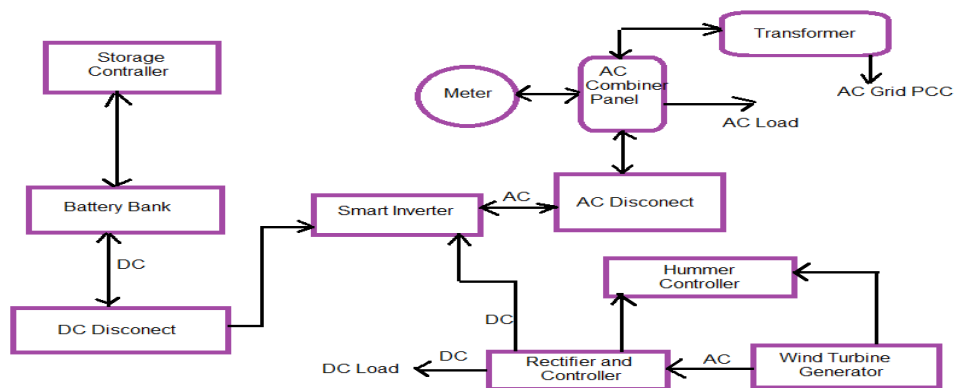 Transformer
Storage
Contraller
AC
Combiner
Panel
Meter
AC Grid PCC
AC Load
Battery Bank
Smart Inverter
AC
AC Disconect
DC
Hummer
Controller
DC Disconect
DC
DC Load
DC
Rectifier and
Controller
AC
Wind Turbine
Generator